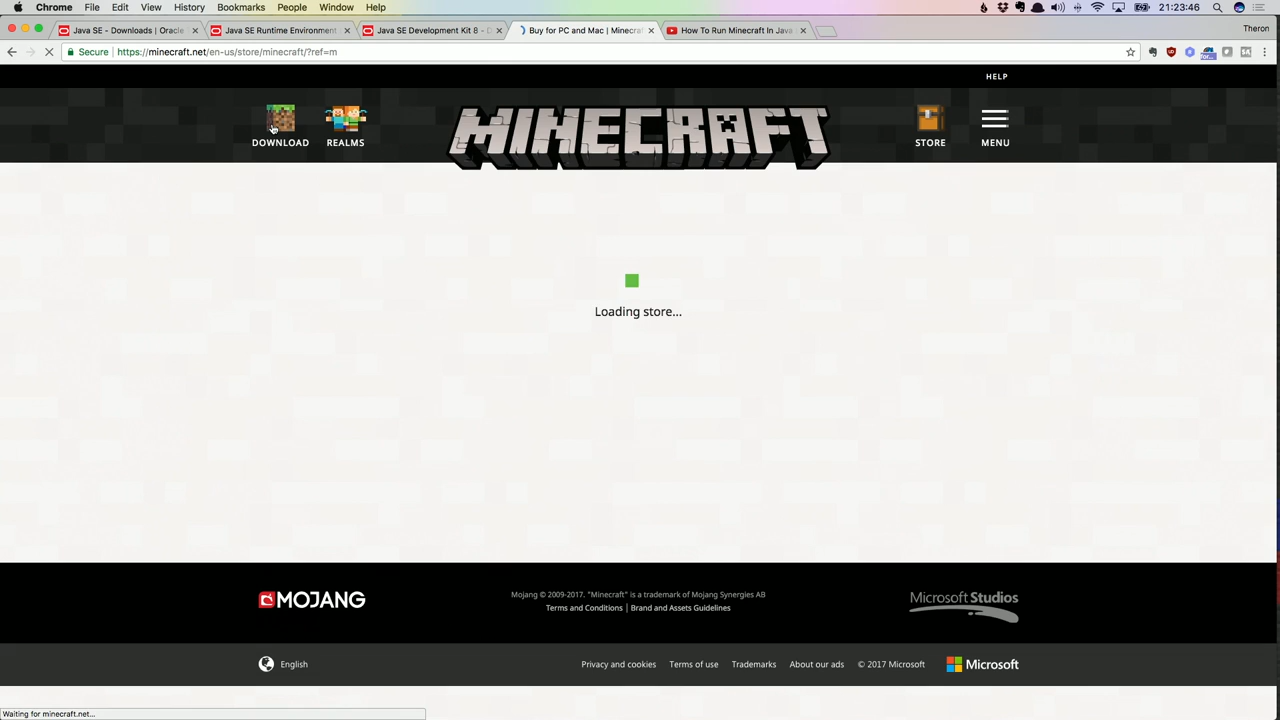 Chrome File Edit View History Bookmarks People Window Help 21:23:46
Java SE - Downloads | Oracle Java SE Runtime Environment Java SE Development Kit 8 - D Buy for PC and Mac | Minecraf How To Run Minecraft In Java Theron
Secure https://minecraft.net/en-us/store/minecraft/?ref=m
HELP
MINECRAFT
DOWNLOAD REALMS STORE MENU
Loading store...
MOJANG
Mojang © 2009-2017. "Minecraft" is a trademark of Mojang Synergies AB
Terms and Conditions | Brand and Assets Guidelines
Microsoft Studios
English Privacy and cookies Terms of use Trademarks About our ads © 2017 Microsoft Microsoft
Waiting for minecraft.net...